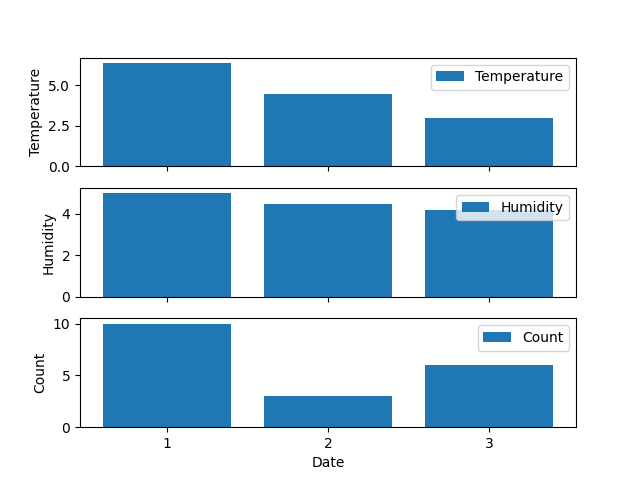 Temperature
5.0
2.5
0.0
Temperature
Humidity
4
2
0
Humidity
Count
10
5
0
Count
1 2 3
Date